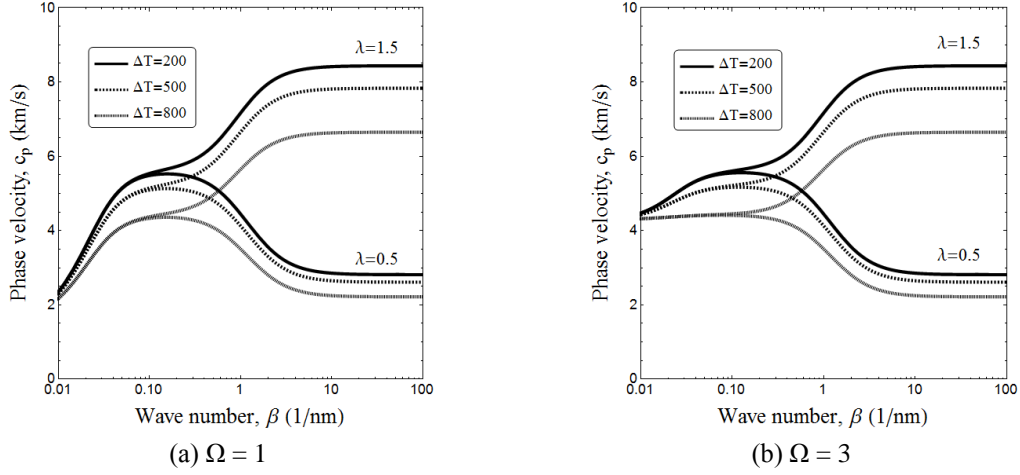 10
8
6
4
2
0
Phase velocity, cp (km/s)
ΔT=200
ΔT=500
ΔT=800
λ=1.5
λ=0.5
0.01
0.10
1
10
100
Wave number, β (1/nm)
(a) Ω = 1
10
8
6
4
2
0
Phase velocity, cp (km/s)
ΔT=200
ΔT=500
ΔT=800
λ=1.5
λ=0.5
0.01
0.10
1
10
100
Wave number, β (1/nm)
(b) Ω = 3